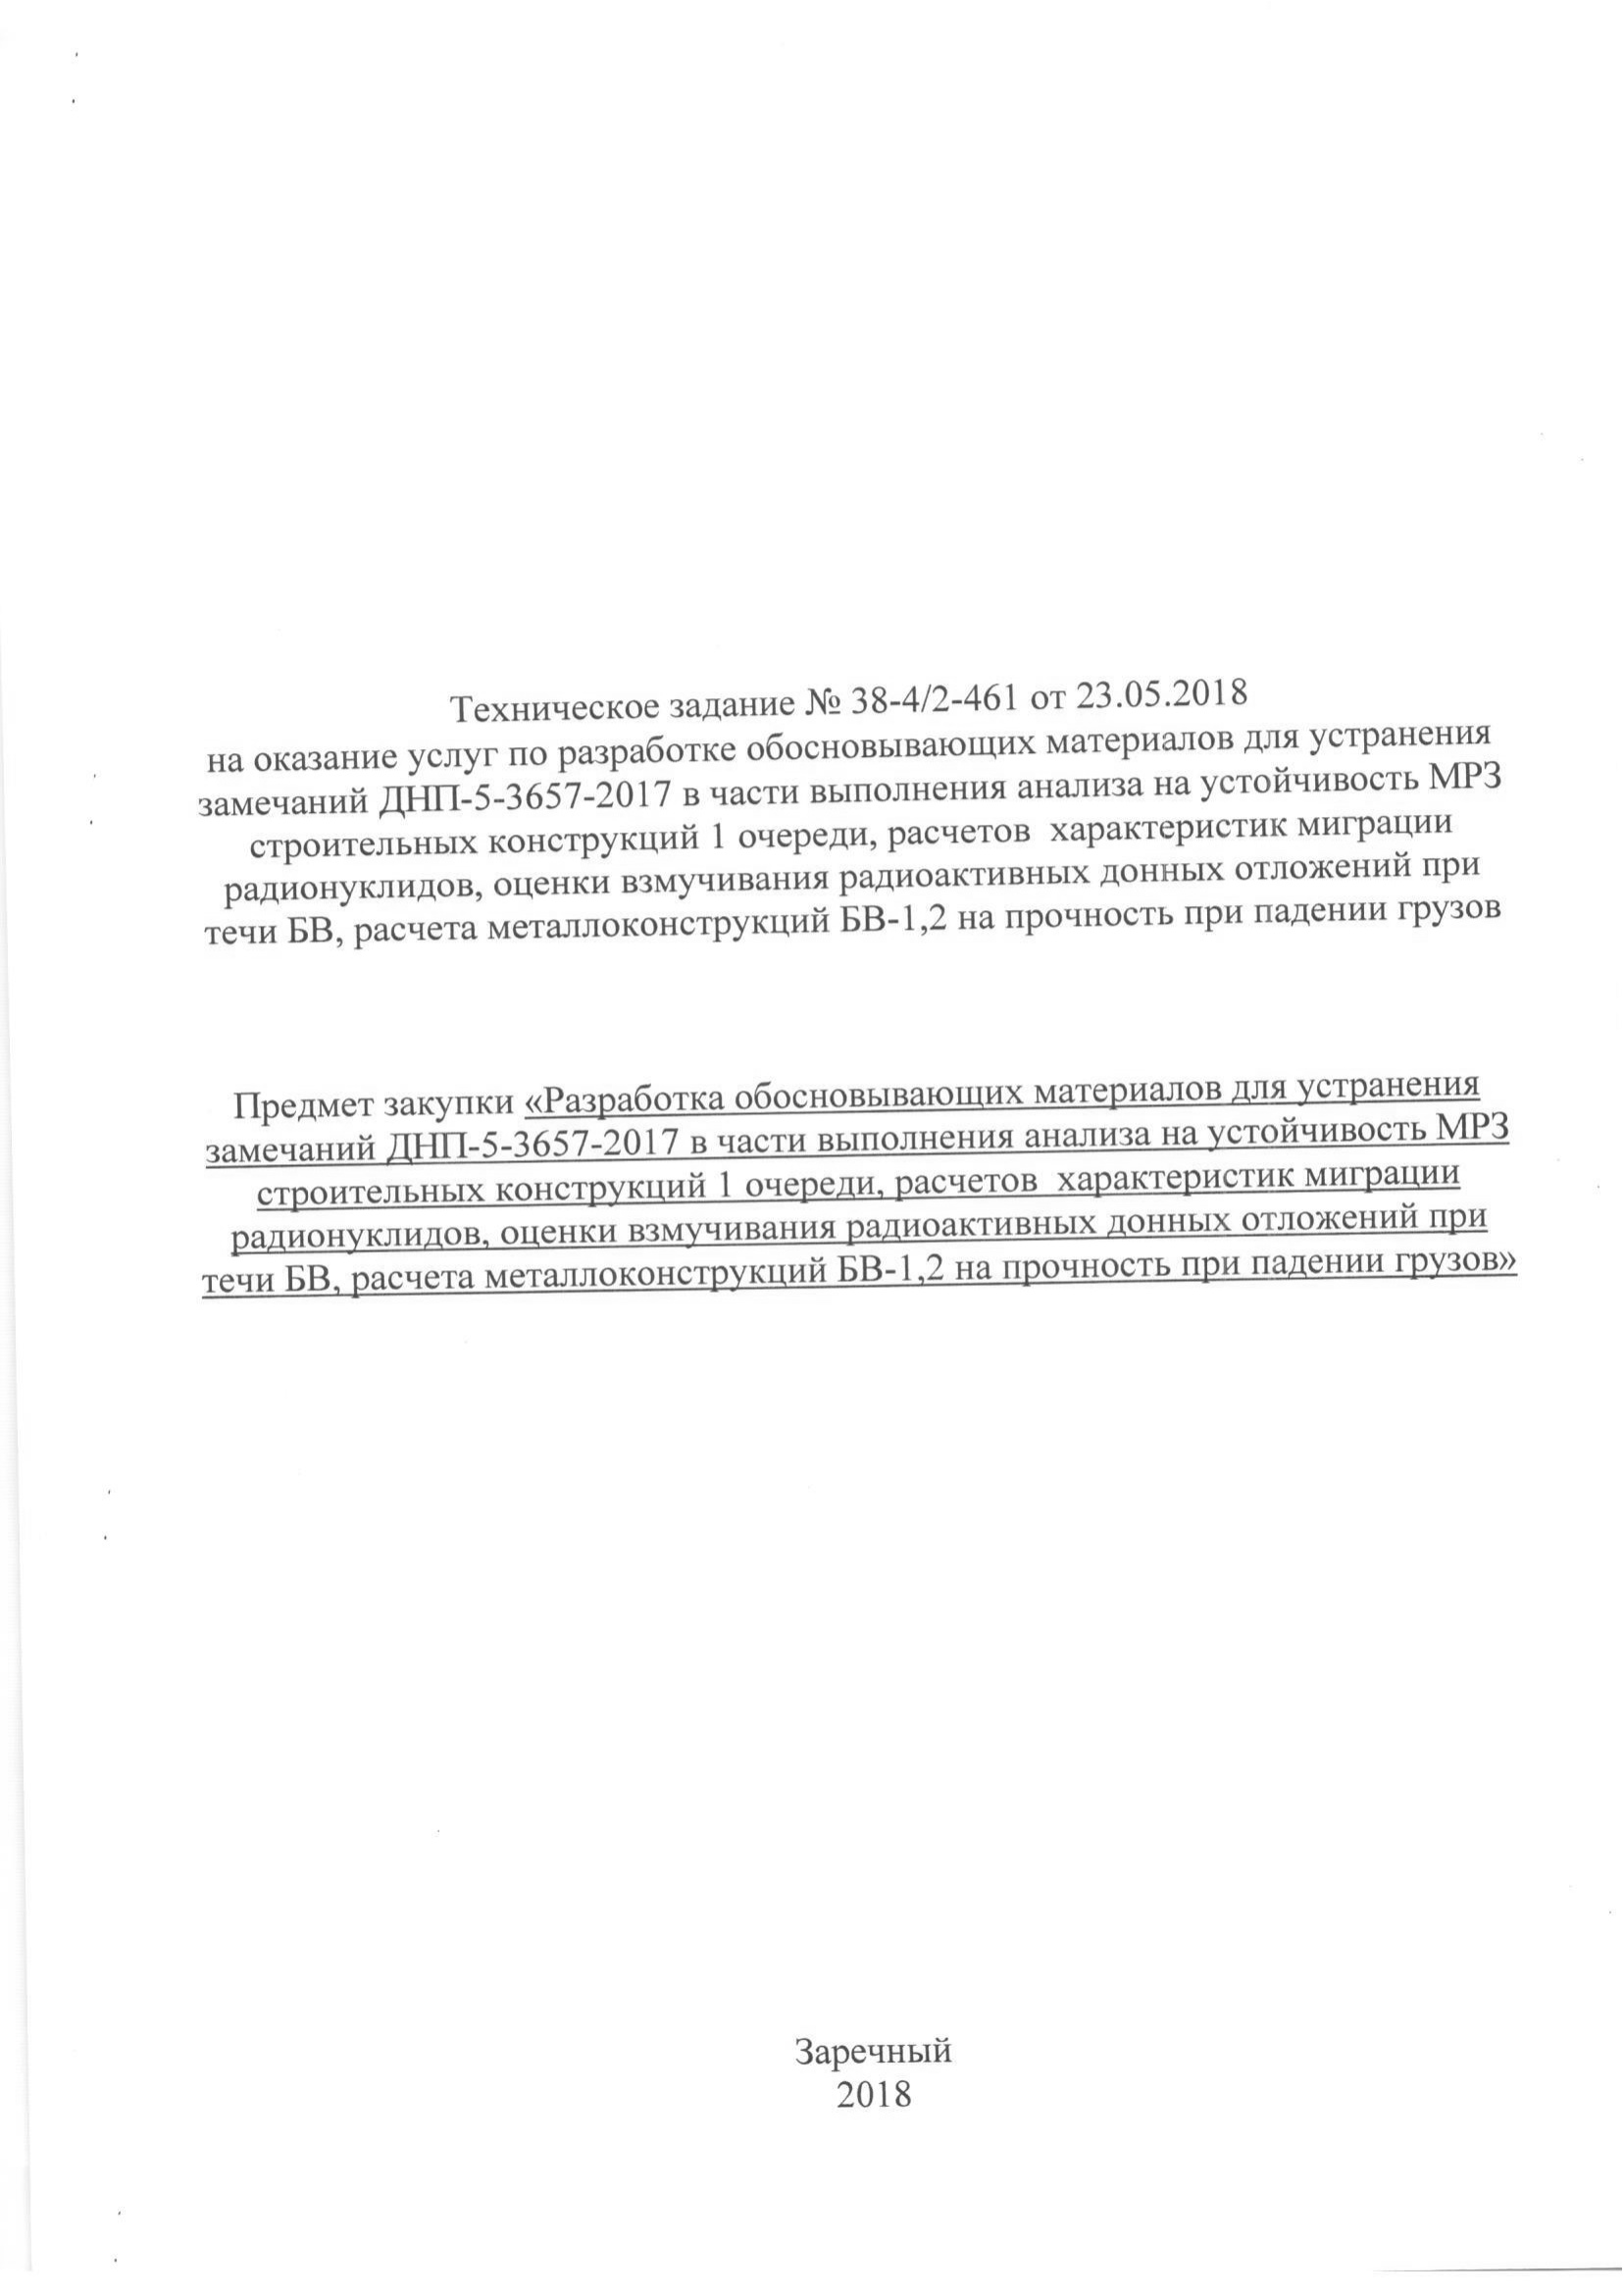 Техническое задание № 38-4/2-461 от 23.05.2018
на оказание услуг по разработке обосновывающих материалов для устранения
замечаний ДНП-5-3657-2017 в части выполнения анализа на устойчивость МРЗ
строительных конструкций 1 очереди, расчетов характеристик миграции
радионуклидов, оценки взмучивания радиоактивных донных отложений при
течи БВ, расчета металлоконструкций БВ-1,2 на прочность при падении грузов
Предмет закупки «Разработка обосновывающих материалов для устранения
замечаний ДНП-5-3657-2017 в части выполнения анализа на устойчивость МРЗ
строительных конструкций 1 очереди, расчетов характеристик миграции
радионуклидов, оценки взмучивания радиоактивных донных отложений при
течи БВ, расчета металлоконструкций БВ-1,2 на прочность при падении грузов»
Заречный
2018